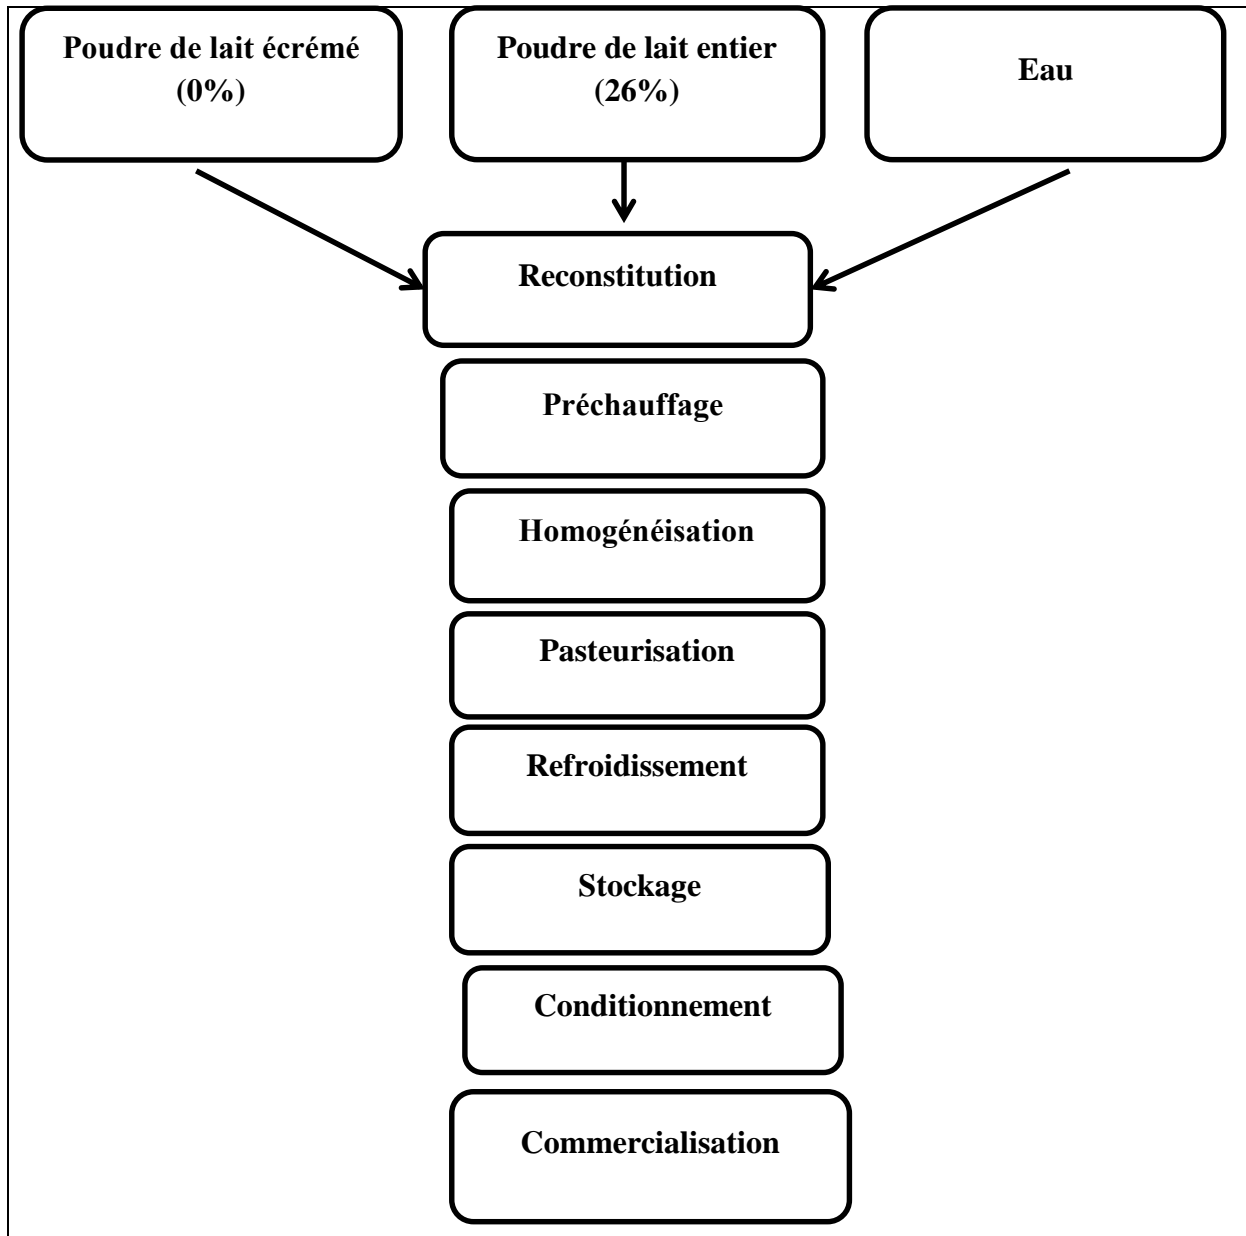 Poudre de lait écrémé
(0%)
Poudre de lait entier
(26%)
Eau
Reconstitution
Préchauffage
Homogénéisation
Pasteurisation
Refroidissement
Stockage
Conditionnement
Commercialisation